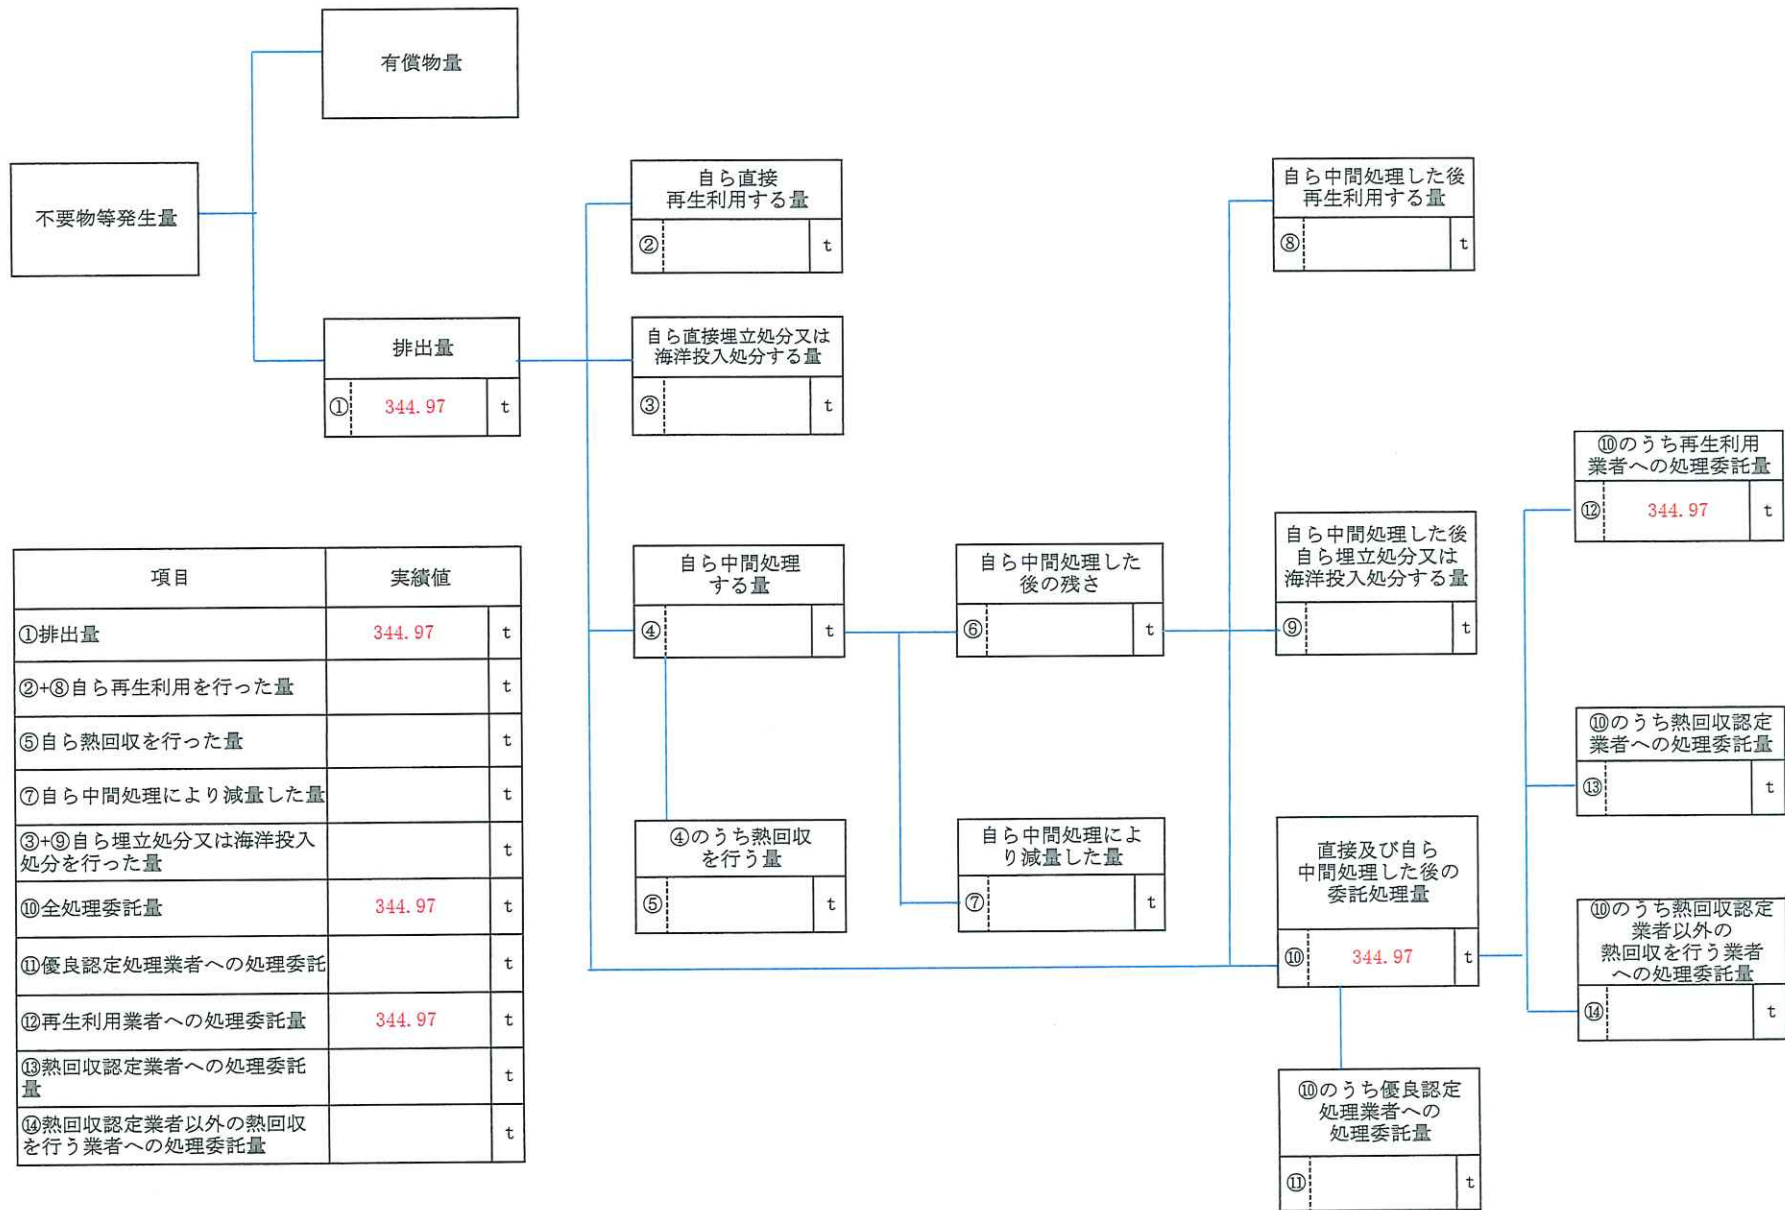 有償物量
不要物等発生量
排出量
① 344.97 t
自ら直接
再生利用する量
② t
自ら直接埋立処分又は
海洋投入処分する量
③ t
自ら中間処理
する量
④ t
④のうち熱回収
を行う量
⑤ t
自ら中間処理した
後の残さ
⑥ t
自ら中間処理によ
り減量した量
⑦ t
自ら中間処理した後
再生利用する量
⑧ t
自ら中間処理した後
自ら埋立処分又は
海洋投入処分する量
⑨ t
直接及び自ら
中間処理した後の
委託処理量
⑩ 344.97 t
⑩のうち優良認定
処理業者への
処理委託量
⑪ t
⑩のうち再生利用
業者への処理委託量
⑫ 344.97 t
⑩のうち熱回収認定
業者への処理委託量
⑬ t
⑩のうち熱回収認定
業者以外の
熱回収を行う業者
への処理委託量
⑭ t
項目 実績値
①排出量 344.97 t
②+⑧自ら再生利用を行った量 t
⑤自ら熱回収を行った量 t
⑦自ら中間処理により減量した量 t
③+⑨自ら埋立処分又は海洋投入
処分を行った量 t
⑩全処理委託量 344.97 t
⑪優良認定処理業者への処理委託 t
⑫再生利用業者への処理委託量 344.97 t
⑬熱回収認定業者への処理委託
量 t
⑭熱回収認定業者以外の熱回収
を行う業者への処理委託量 t